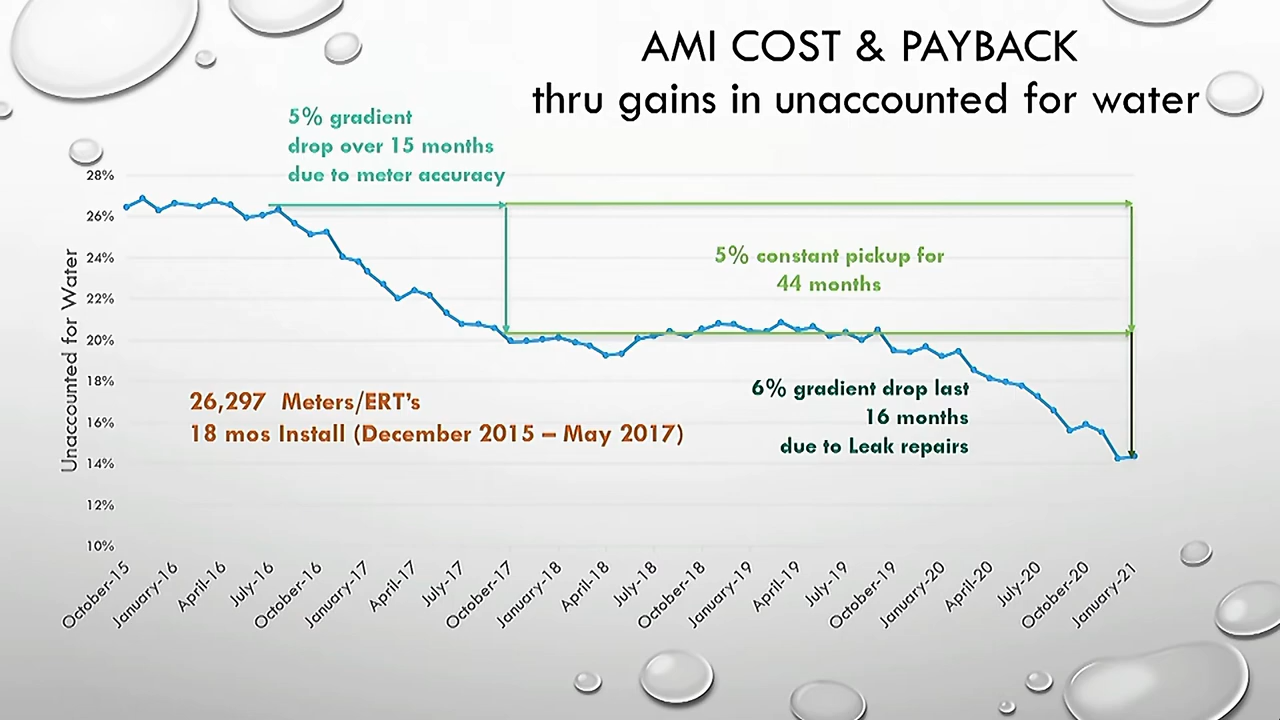 AMI COST & PAYBACK
thru gains in unaccounted for water
5% gradient
drop over 15 months
due to meter accuracy
28%
26%
24%
22%
20%
18%
16%
14%
12%
10%
Unaccounted for Water
5% constant pickup for
44 months
26,297 Meters/ERT's
18 mos Install (December 2015 – May 2017)
6% gradient drop last
16 months
due to Leak repairs
October-15
January-16
April-16
July-16
October-16
January-17
April-17
July-17
October-17
January-18
April-18
July-18
October-18
January-19
April-19
July-19
October-19
January-20
April-20
July-20
October-20
January-21